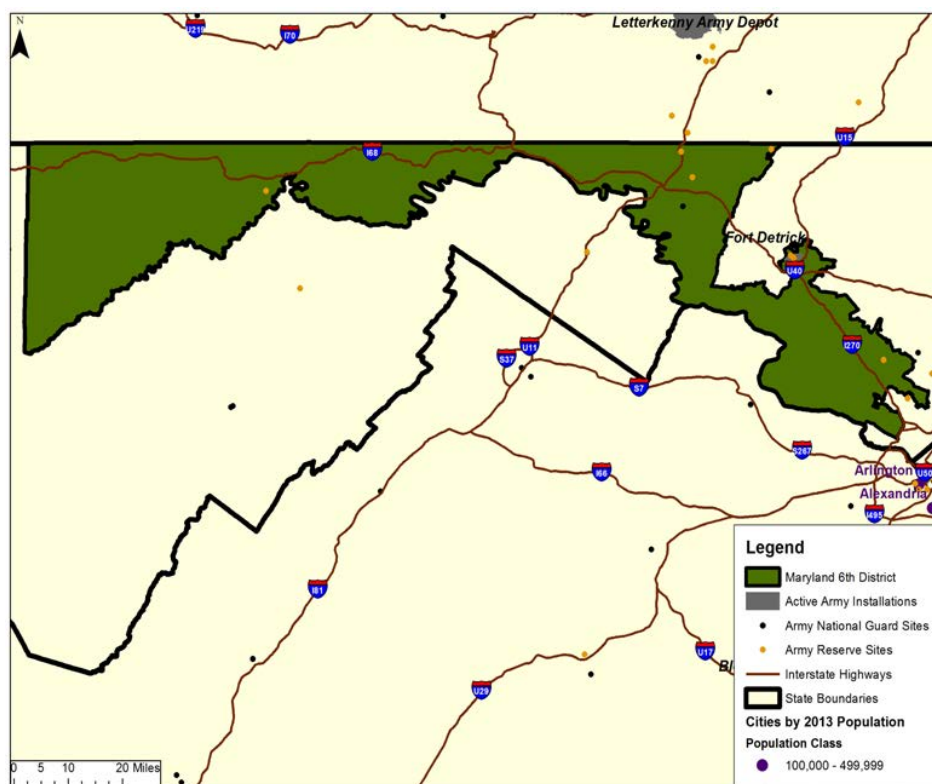 N
Letterkenny Army Depot
U219
I70
U15
I68
Fort Detrick
U40
I270
U11
S37
S7
S267
I66
Arlington
U50
Alexandria
I495
I81
U17
U29
Legend
Maryland 6th District
Active Army Installations
Army National Guard Sites
Army Reserve Sites
Interstate Highways
State Boundaries
Cities by 2013 Population
Population Class
100,000 - 499,999
0 5 10 20 Miles